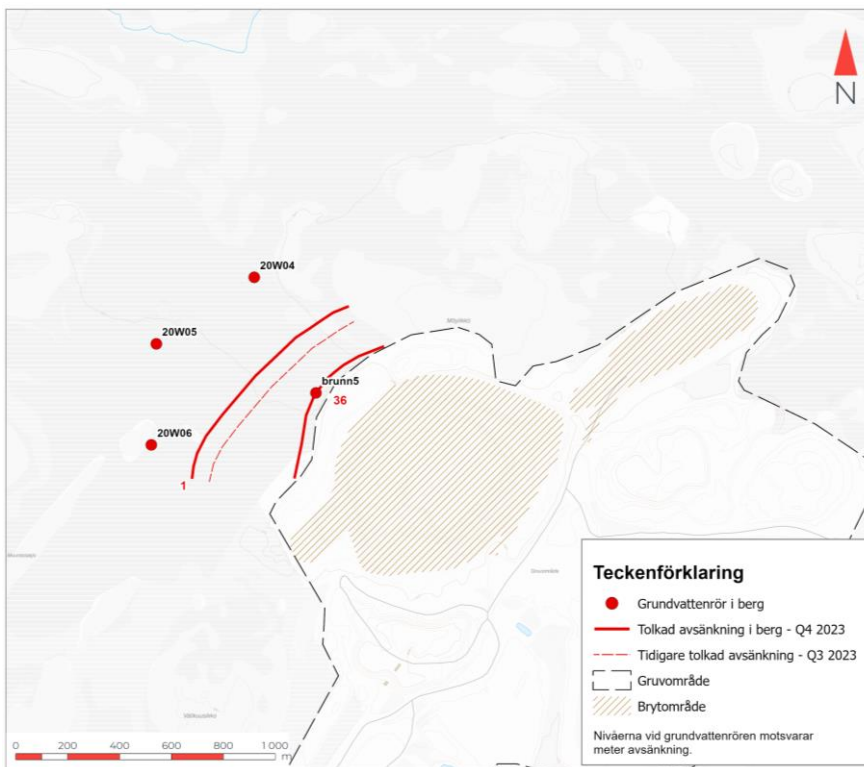 N
20W04
20W05
brunn5
36
20W06
1
Teckenförklaring
Grundvattenrör i berg
Tolkad avsänkning i berg - Q4 2023
Tidigare tolkad avsänkning - Q3 2023
Gruvområde
Brytområde
Nivåerna vid grundvattenrören motsvarar
meter avsänkning.
0 200 400 600 800 1 000
m